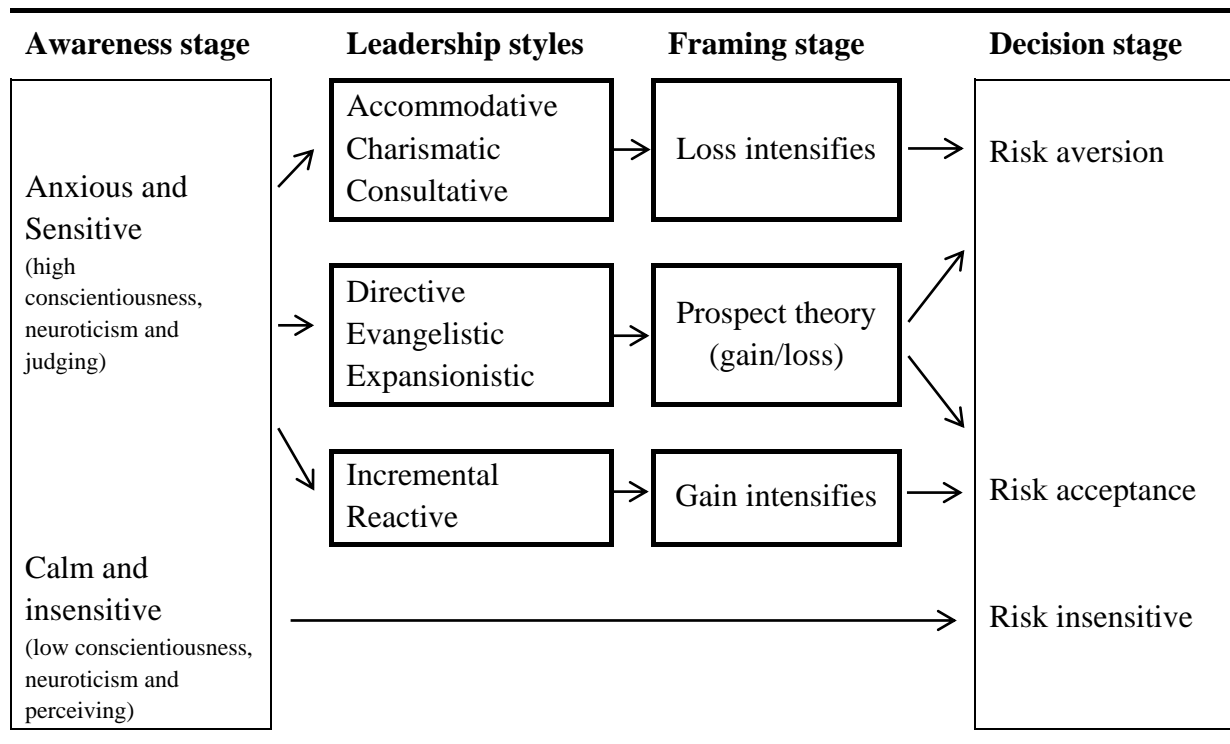 Awareness stage
Leadership styles
Framing stage
Decision stage
Anxious and
Sensitive
(high
conscientiousness,
neuroticism and
judging)
Calm and
insensitive
(low conscientiousness,
neuroticism and
perceiving)
Accommodative
Charismatic
Consultative
Directive
Evangelistic
Expansionistic
Incremental
Reactive
Loss intensifies
Prospect theory
(gain/loss)
Gain intensifies
Risk aversion
Risk acceptance
Risk insensitive